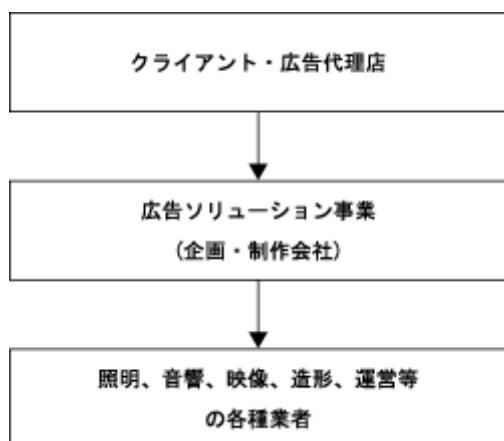 クライアント・広告代理店
広告ソリューション事業
(企画・制作会社)
照明、音響、映像、造形、運営等
の各種業者